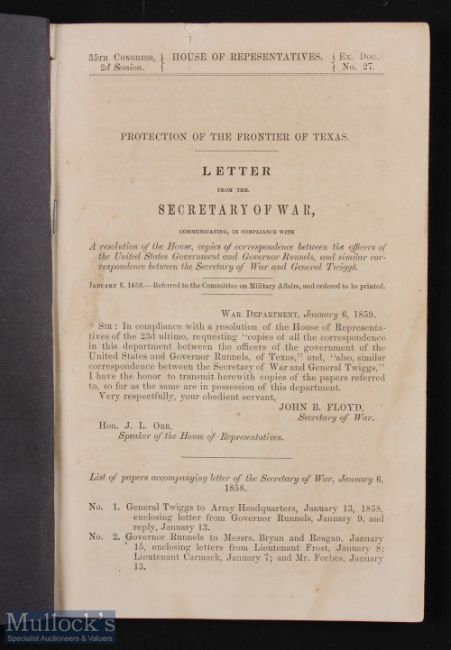 35TH CONGRESS, } HOUSE OF REPESENTATIVES. { EX. DOC.
2d Session. } { No. 27.
PROTECTION OF THE FRONTIER OF TEXAS.
LETTER
FROM THE
SECRETARY OF WAR,
COMMUNICATING, IN COMPLIANCE WITH
A resolution of the House, copies of correspondence between the officers of
the United States Government and Governor Runnels, and similar cor-
respondence between the Secretary of War and General Twiggs.
JANUARY 6, 1859.—Referred to the Committee on Military Affairs, and ordered to be printed.
WAR DEPARTMENT, January 6, 1859.
SIR: In compliance with a resolution of the House of Representa-
tives of the 23d ultimo, requesting "copies of all the correspondence
in this department between the officers of the government of the
United States and Governor Runnels, of Texas," and, "also, similar
correspondence between the Secretary of War and General Twiggs,"
I have the honor to transmit herewith copies of the papers referred
to, so far as the same are in possession of this department.
Very respectfully, your obedient servant,
JOHN B. FLOYD,
Secretary of War.
Hon. J. L. ORR,
Speaker of the House of Representatives.
List of papers accompanying letter of the Secretary of War, January 6,
1858.
No. 1. General Twiggs to Army Headquarters, January 13, 1858,
enclosing letter from Governor Runnels, January 9, and
reply, January 13.
No. 2. Governor Runnels to Messrs. Bryan and Reagan, January
15, enclosing letters from Lieutenant Frost, January 8;
Lieutenant Carmack, January 7; and Mr. Forbes, January
13.
Mullock's
Specialist Auctioneers & Valuers